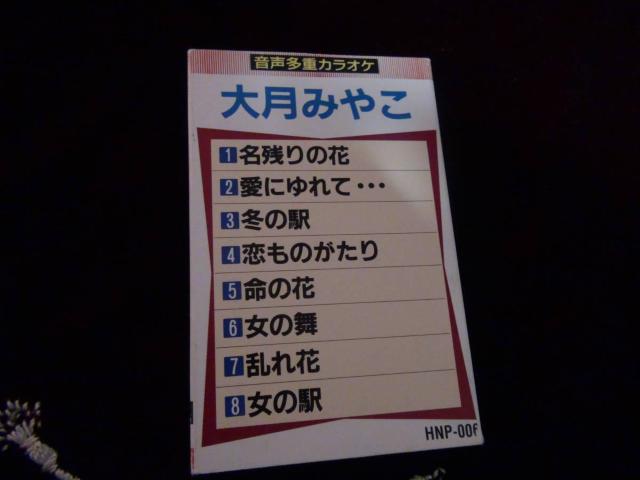 音声多重カラオケ
大月みやこ
1 名残りの花
2 愛にゆれて・・・
3 冬の駅
4 恋ものがたり
5 命の花
6 女の舞
7 乱れ花
8 女の駅